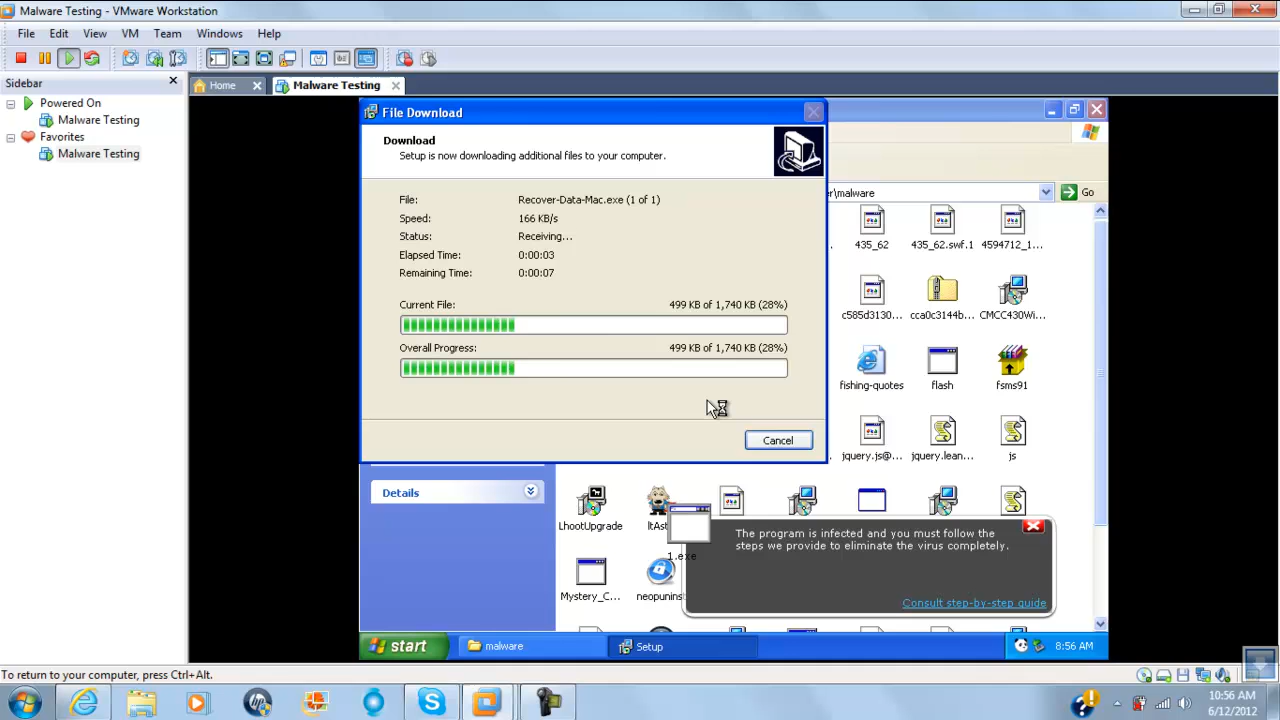 Malware Testing - VMware Workstation
File Edit View VM Team Windows Help
Sidebar
Home
Malware Testing
Powered On
Malware Testing
Favorites
Malware Testing
File Download
Download
Setup is now downloading additional files to your computer.
File: Recover-Data-Mac.exe (1 of 1)
Speed: 166 KB/s
Status: Receiving...
Elapsed Time: 0:00:03
Remaining Time: 0:00:07
Current File: 499 KB of 1,740 KB (28%)
Overall Progress: 499 KB of 1,740 KB (28%)
Cancel
er\malware
Go
435_62 435_62.swf.1 4594712_1...
c585d3130... cca0c3144b... CMCC430Wi...
fishing-quotes flash fsms91
jquery.js@... jquery.lean... js
Details
LhootUpgrade ltAst
1.exe
Mystery_C... neopunins
The program is infected and you must follow the
steps we provide to eliminate the virus completely.
Consult step-by-step guide
start malware Setup 8:56 AM
To return to your computer, press Ctrl+Alt.
10:56 AM
6/12/2012